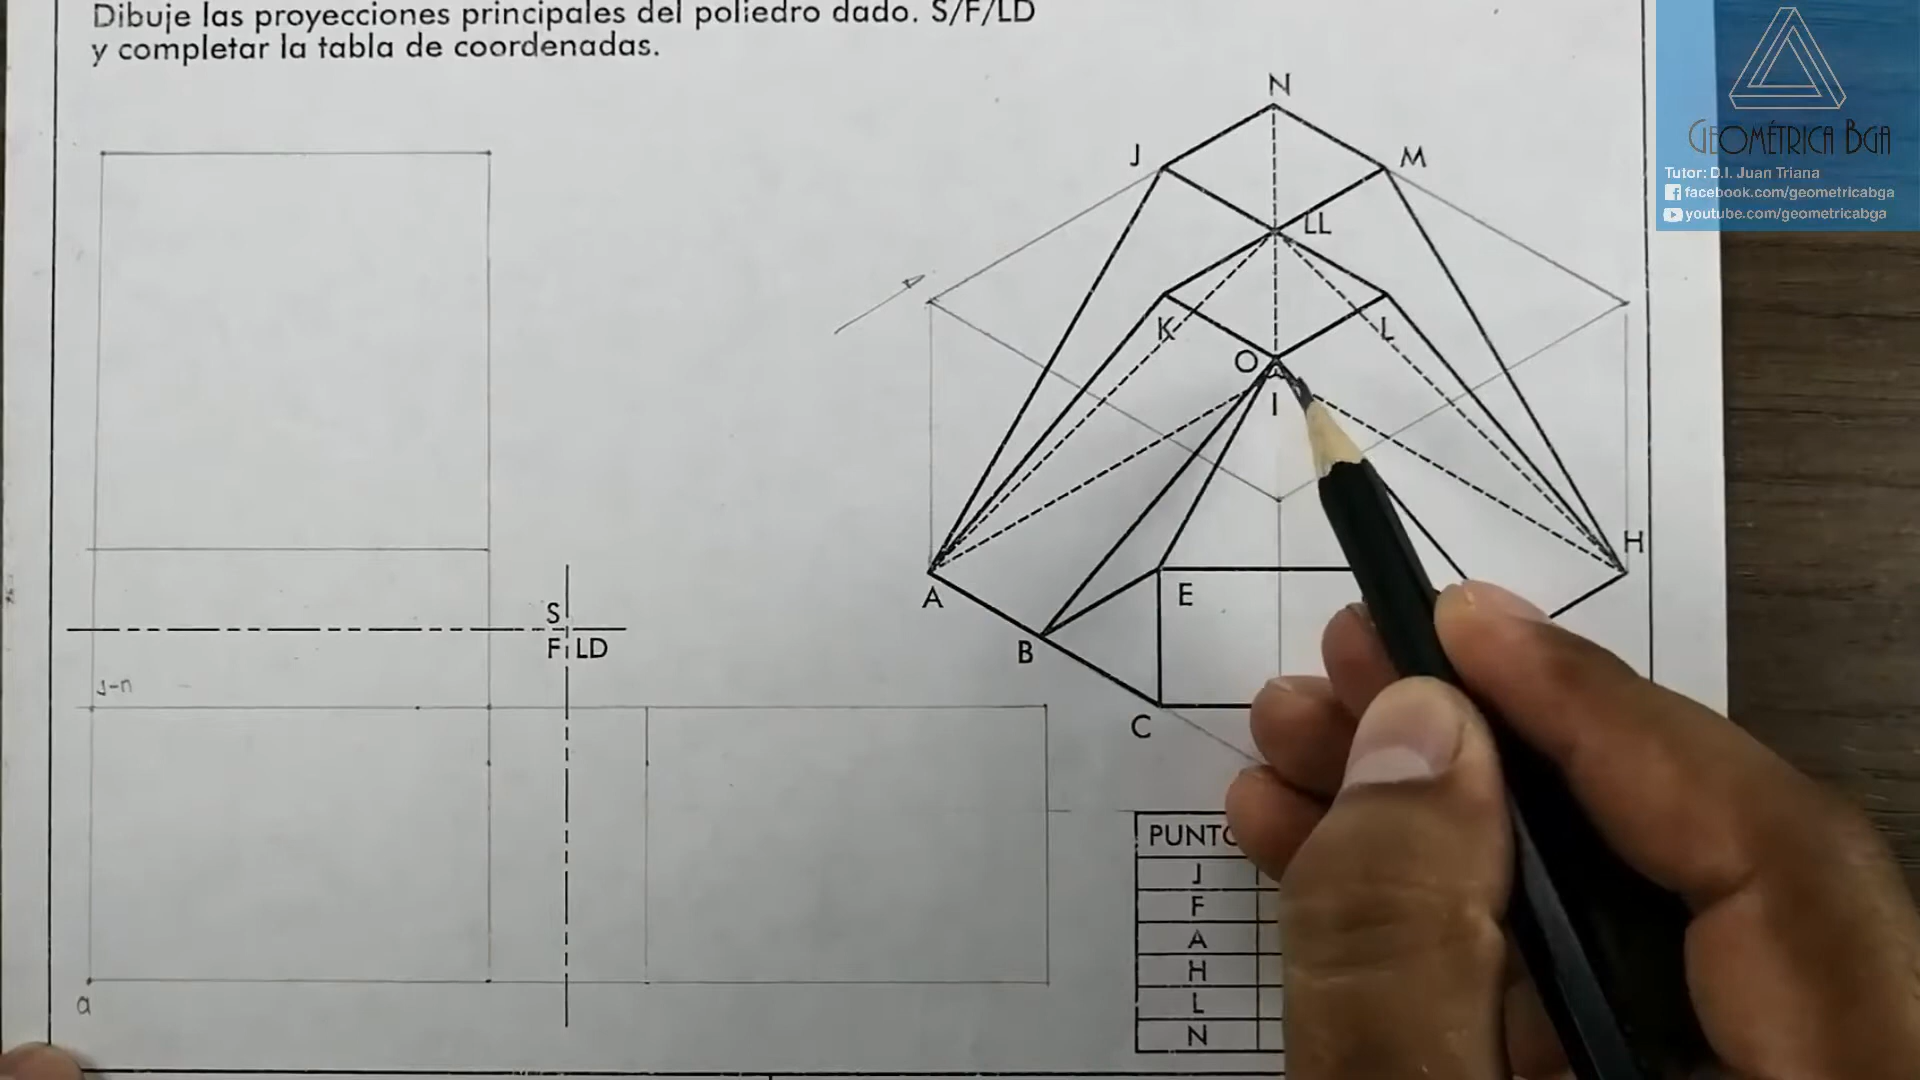 Dibuje las proyecciones principales del poliedro dado. S/F/LD
y completar la tabla de coordenadas.
GEOMÉTRICA BGA
Tutor: D.I. Juan Triana
facebook.com/geometricabga
youtube.com/geometricabga
N
J
M
LL
K
L
O
I
H
A
E
B
C
S
F LD
j-n
a
PUNTO
J
F
A
H
L
N